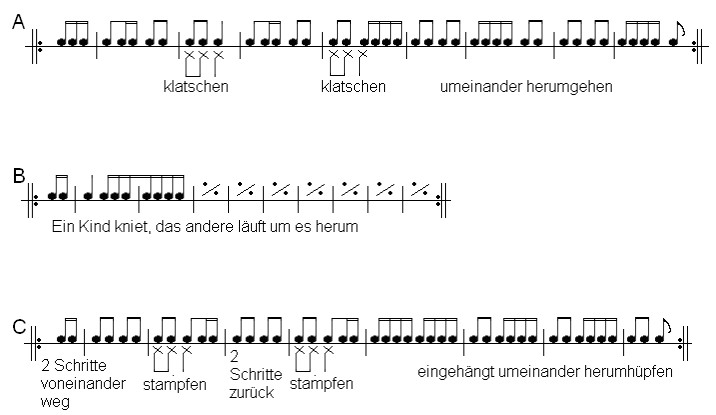 A
klatschen klatschen umeinander herumgehen
B
Ein Kind kniet, das andere läuft um es herum
C
2 Schritte
voneinander
weg
stampfen
2
Schritte
zurück
stampfen
eingehängt umeinander herumhüpfen